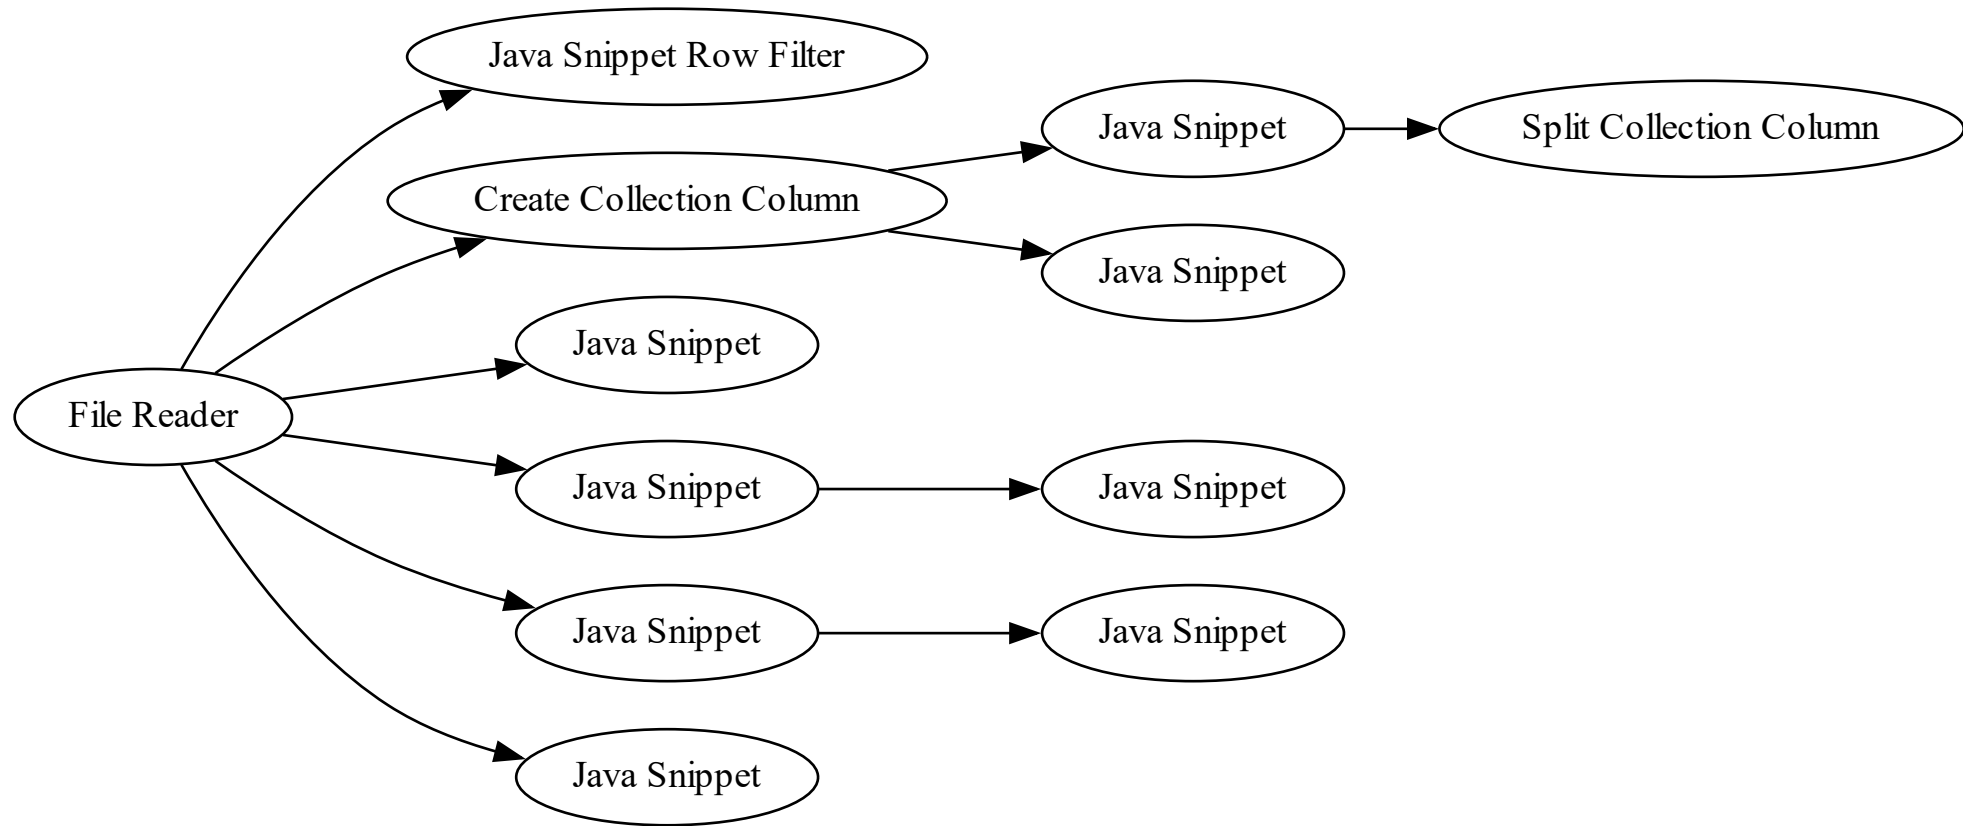 Java Snippet Row Filter
Java Snippet
Split Collection Column
Create Collection Column
Java Snippet
Java Snippet
File Reader
Java Snippet
Java Snippet
Java Snippet
Java Snippet
Java Snippet